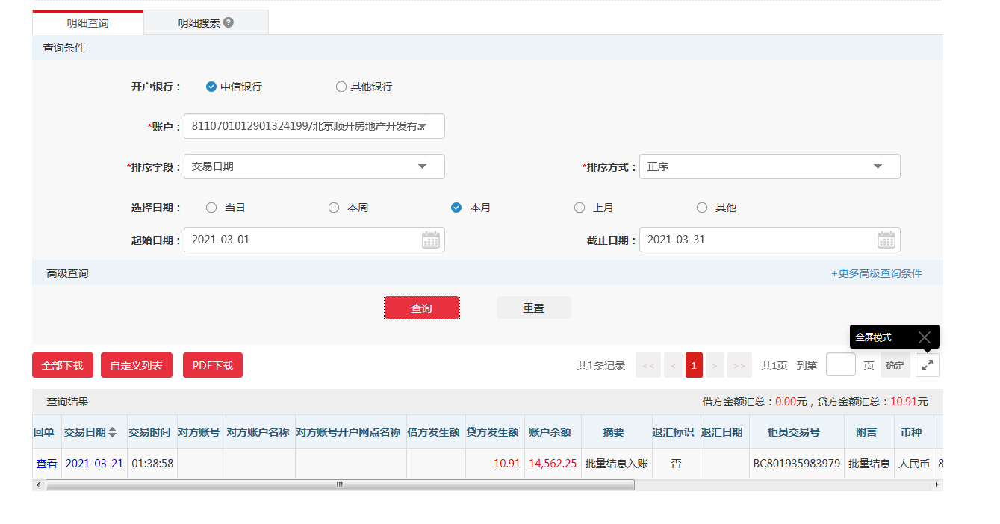 明细查询 明细搜索 ?
查询条件
开户银行： 中信银行 其他银行
*账户： 8110701012901324199/北京顺开房地产开发有...
*排序字段： 交易日期 *排序方式： 正序
选择日期： 当日 本周 本月 上月 其他
起始日期： 2021-03-01 截止日期： 2021-03-31
高级查询 +更多高级查询条件
查询 重置
全屏模式
全部下载 自定义列表 PDF下载 共1条记录 << < 1 > >> 共1页 到第 页 确定
查询结果 借方金额汇总：0.00元，贷方金额汇总：10.91元
回单 交易日期 交易时间 对方账号 对方账户名称 对方账号开户网点名称 借方发生额 贷方发生额 账户余额 摘要 退汇标识 退汇日期 柜员交易号 附言 币种
查看 2021-03-21 01:38:58 10.91 14,562.25 批量结息入账 否 BC801935983979 批量结息 人民币 8